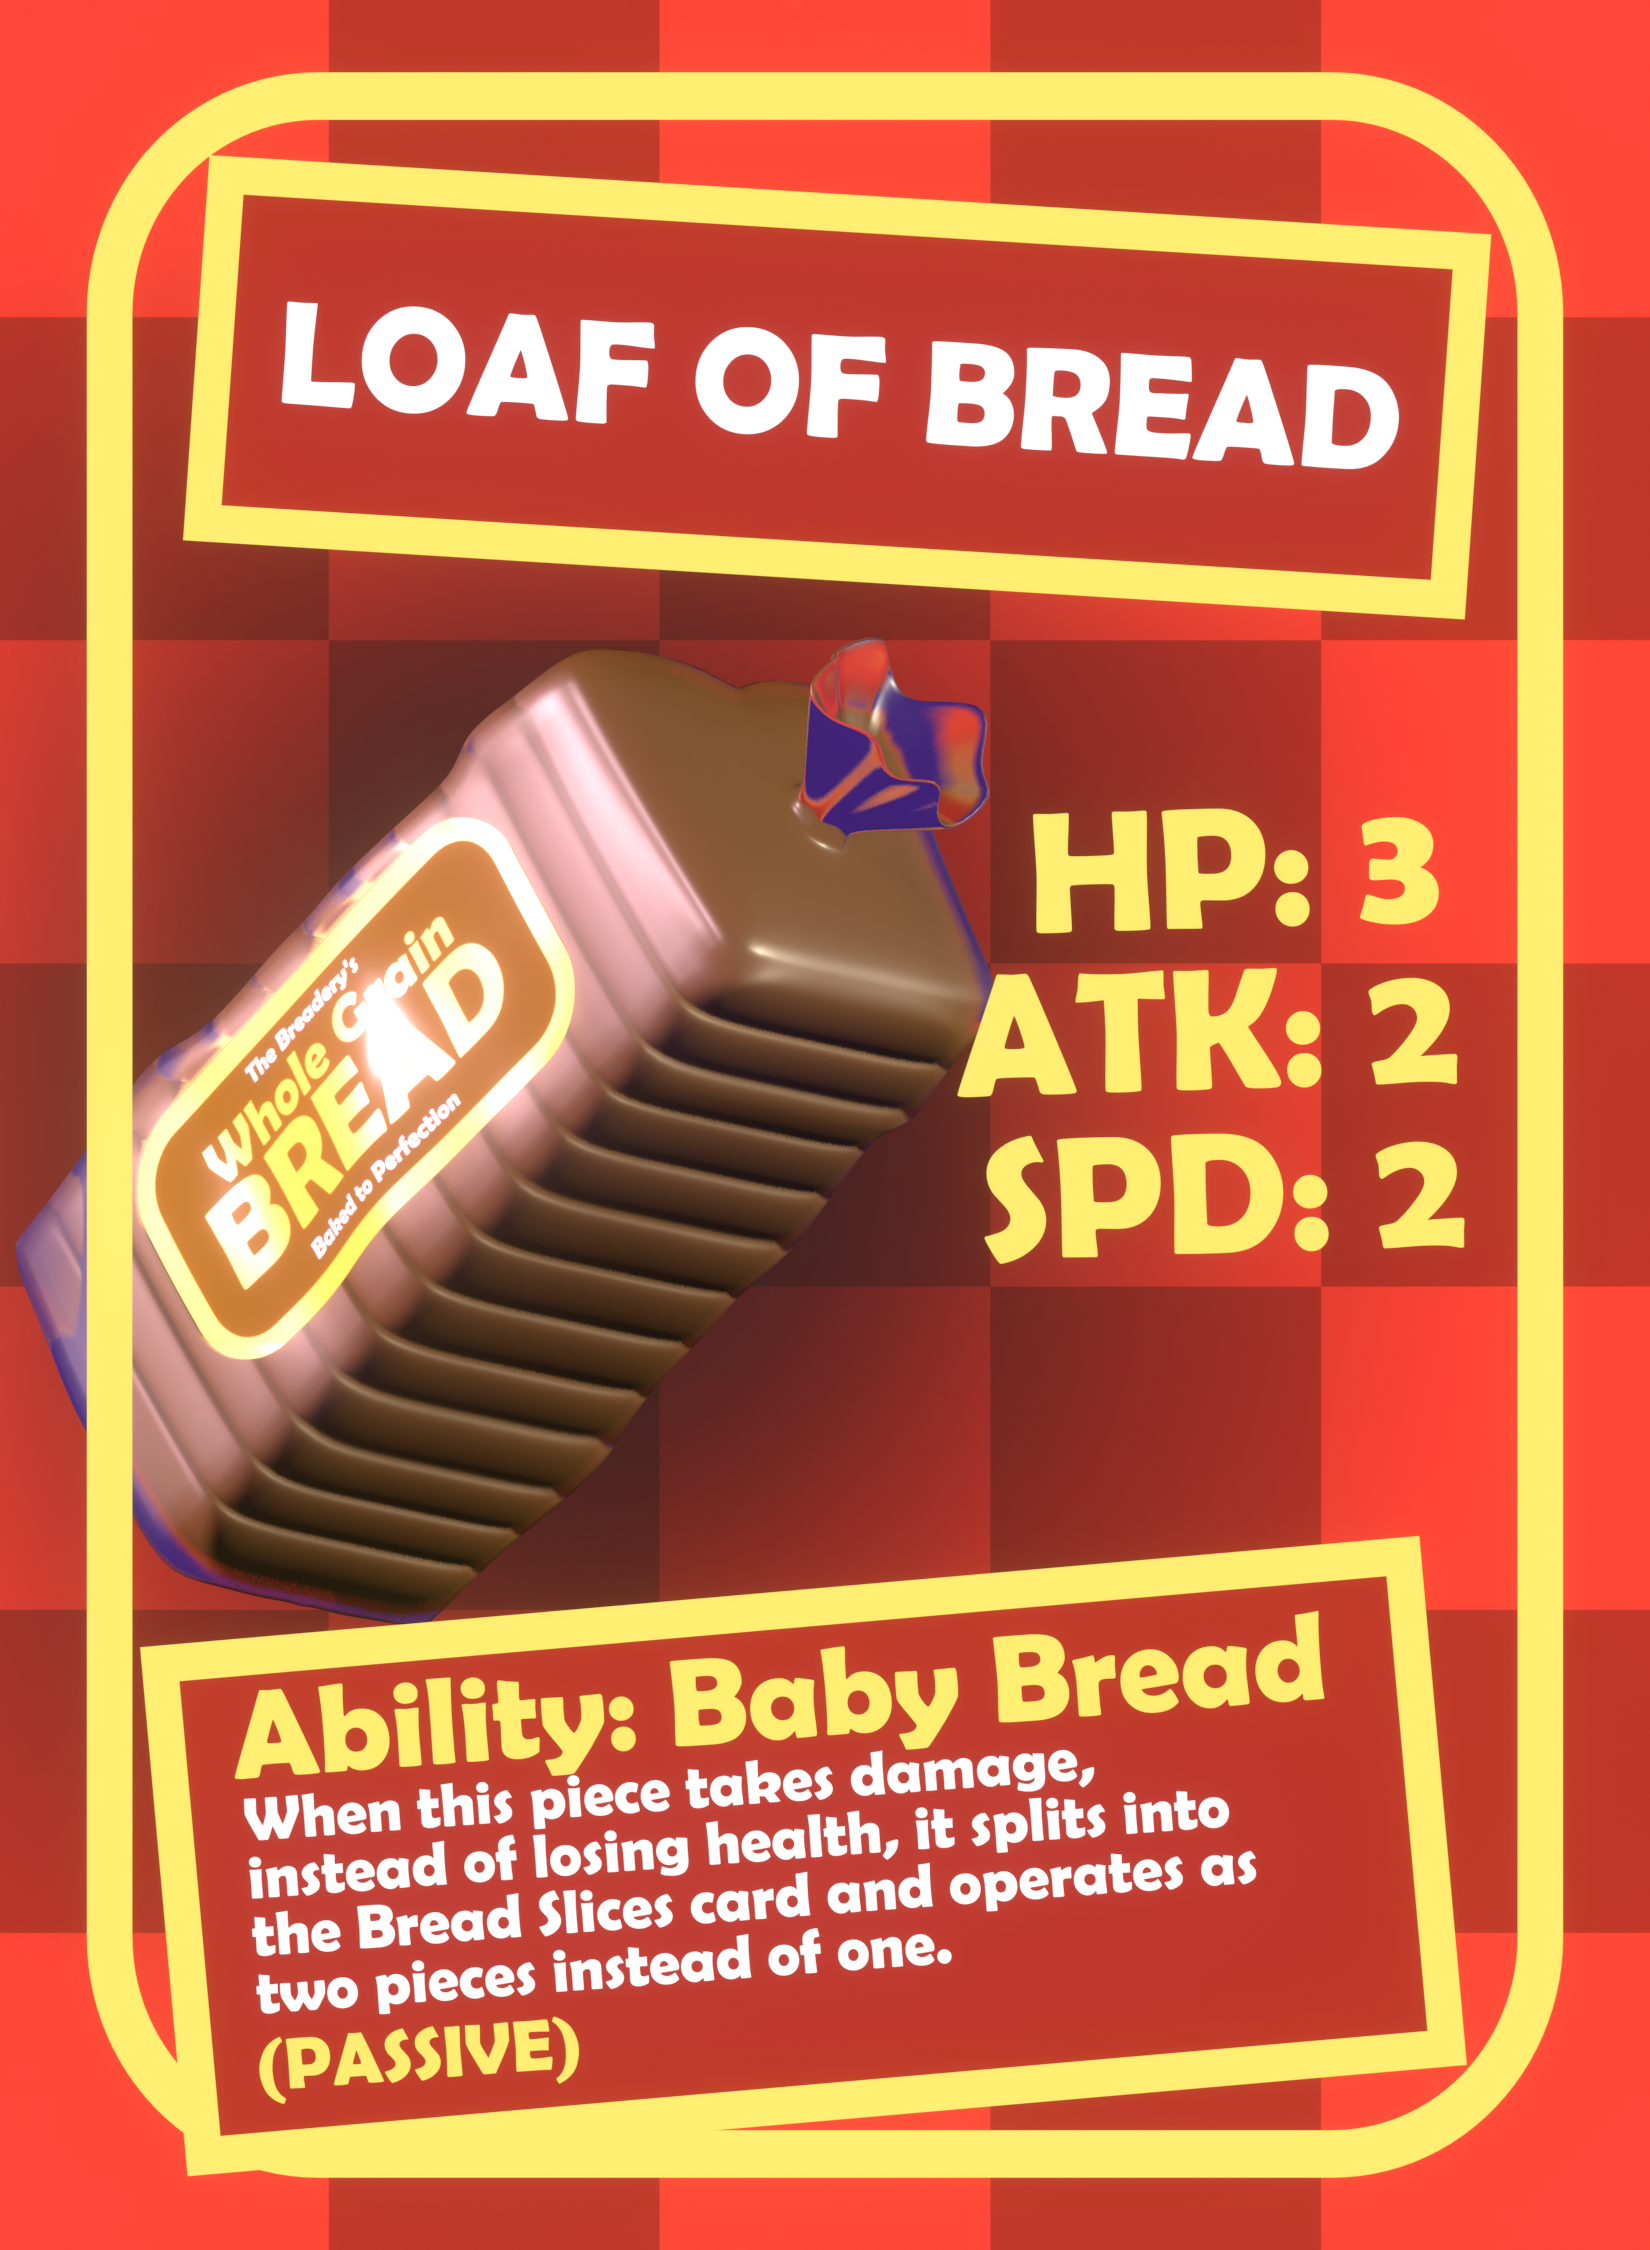 LOAF OF BREAD
HP: 3
ATK: 2
SPD: 2
The Breadery's
Whole Grain
BREAD
Baked to Perfection
Ability: Baby Bread
When this piece takes damage,
instead of losing health, it splits into
the Bread Slices card and operates as
two pieces instead of one.
(PASSIVE)